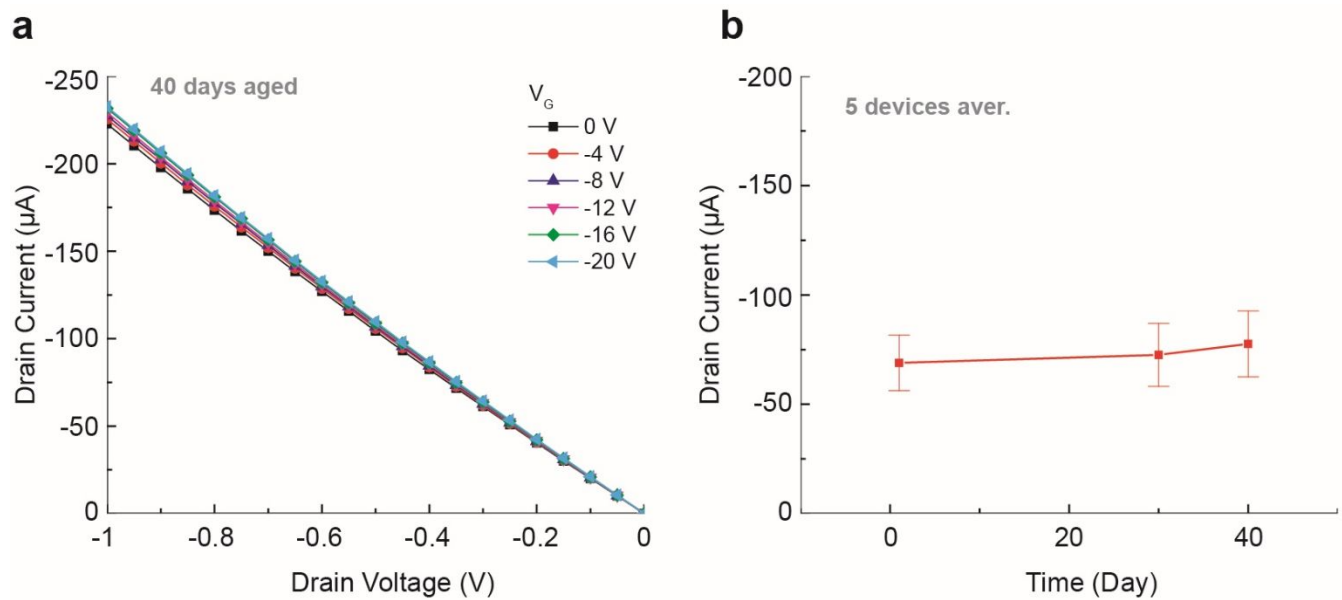 a
40 days aged
V_G
0 V
-4 V
-8 V
-12 V
-16 V
-20 V
Drain Current (µA)
-250
-200
-150
-100
-50
0
-1
-0.8
-0.6
-0.4
-0.2
0
Drain Voltage (V)
b
5 devices aver.
Drain Current (µA)
-200
-150
-100
-50
0
0
20
40
Time (Day)